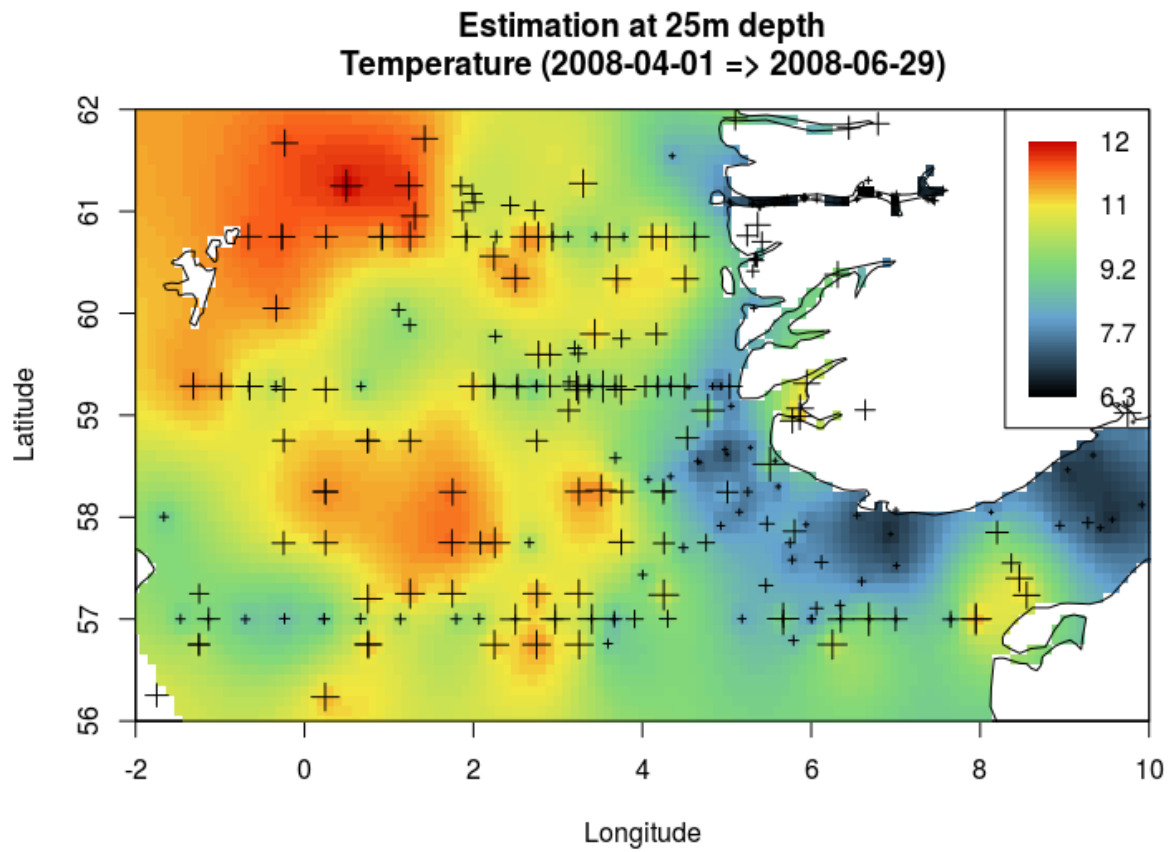 Estimation at 25m depth
Temperature (2008-04-01 => 2008-06-29)
Latitude
62
61
60
59
58
57
56
12
11
9.2
7.7
6.3
-2 0 2 4 6 8 10
Longitude